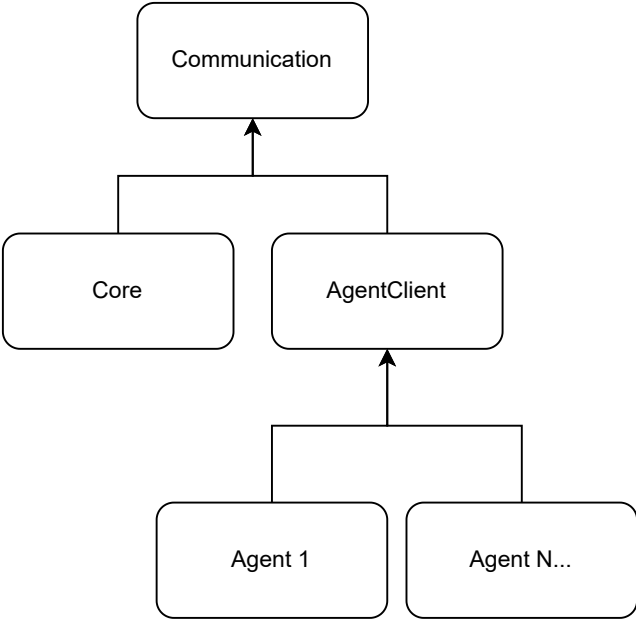 Communication
Core
AgentClient
Agent 1
Agent N...